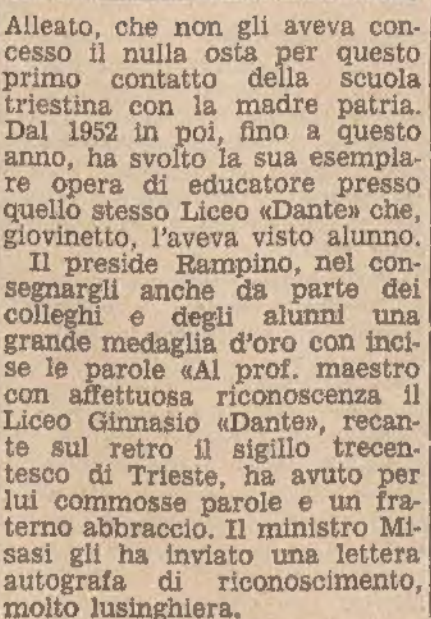 Alleato, che non gli aveva con-
cesso il nulla osta per questo
primo contatto della scuola
triestina con la madre patria.
Dal 1952 in poi, fino a questo
anno, ha svolto la sua esempla-
re opera di educatore presso
quello stesso Liceo «Dante» che,
giovinetto, l'aveva visto alunno.
Il preside Rampino, nel con-
segnargli anche da parte dei
colleghi e degli alunni una
grande medaglia d'oro con inci-
se le parole «Al prof. maestro
con affettuosa riconoscenza il
Liceo Ginnasio «Dante», recan-
te sul retro il sigillo trecen-
tesco di Trieste, ha avuto per
lui commosse parole e un fra-
terno abbraccio. Il ministro Mi-
sasi gli ha inviato una lettera
autografa di riconoscimento,
molto lusinghiera.